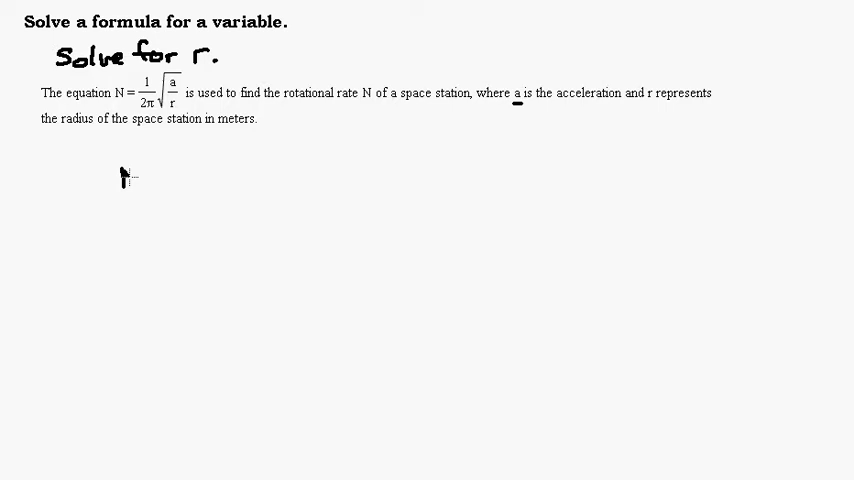 Solve a formula for a variable.
Solve for r.
The equation N = 1/2π √a/r is used to find the rotational rate N of a space station, where a is the acceleration and r represents
the radius of the space station in meters.